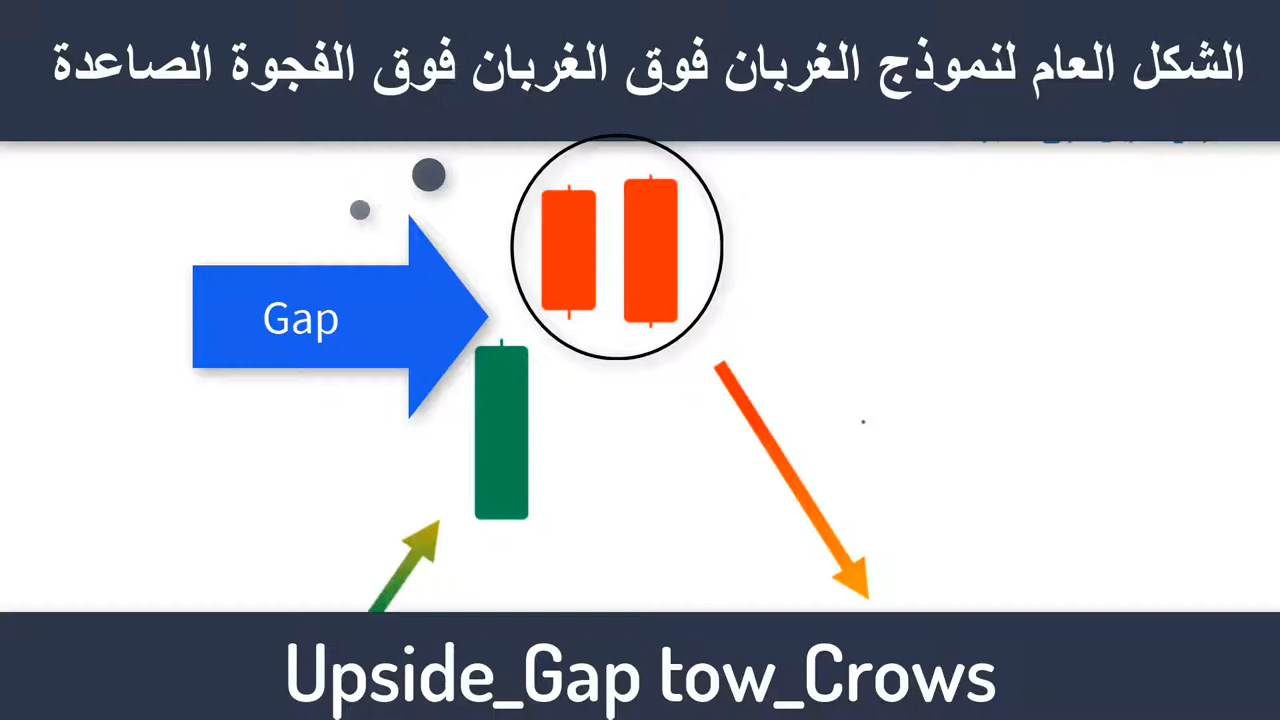 الشكل العام لنموذج الغربان فوق الغربان فوق الفجوة الصاعدة
Gap
Upside_Gap tow_Crows